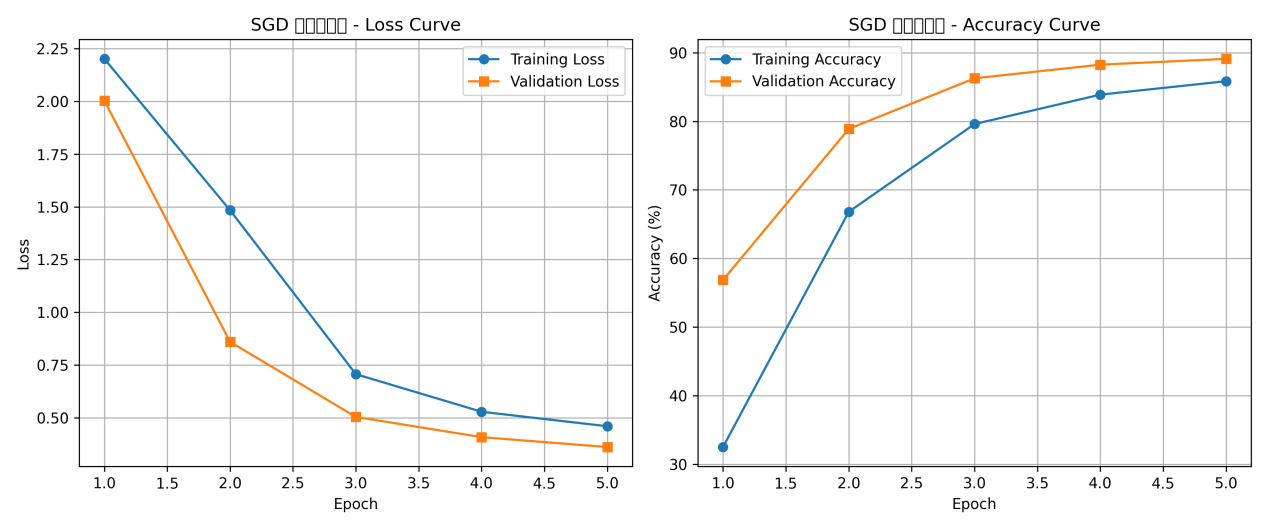 SGD - Loss Curve
2.25
2.00
1.75
1.50
1.25
1.00
0.75
0.50
Loss
Training Loss
Validation Loss
1.0 1.5 2.0 2.5 3.0 3.5 4.0 4.5 5.0
Epoch
SGD - Accuracy Curve
90
80
70
60
50
40
30
Accuracy (%)
Training Accuracy
Validation Accuracy
1.0 1.5 2.0 2.5 3.0 3.5 4.0 4.5 5.0
Epoch